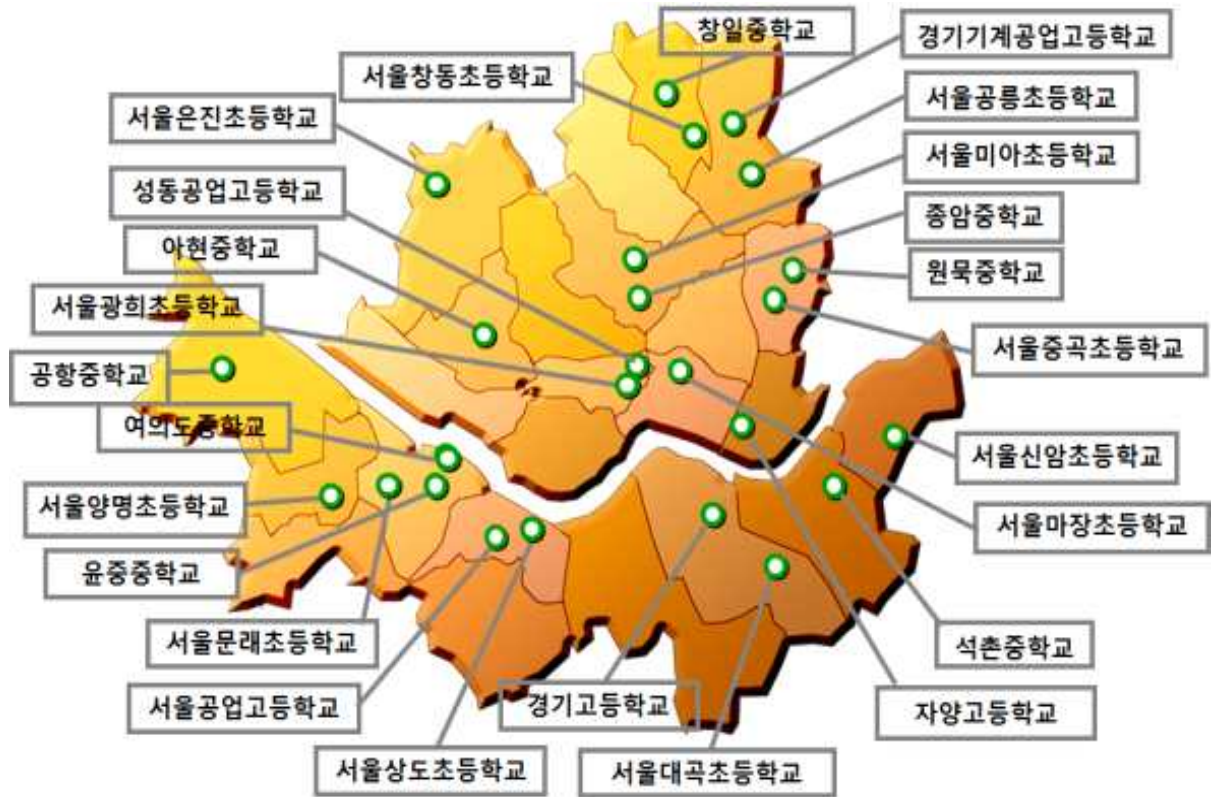 창일중학교
경기기계공업고등학교
서울창동초등학교
서울공릉초등학교
서울은진초등학교
서울미아초등학교
성동공업고등학교
종암중학교
아현중학교
원묵중학교
서울광희초등학교
서울중곡초등학교
공항중학교
여의도중학교
서울신암초등학교
서울양명초등학교
서울마장초등학교
윤중중학교
서울문래초등학교
석촌중학교
서울공업고등학교
경기고등학교
자양고등학교
서울상도초등학교
서울대곡초등학교